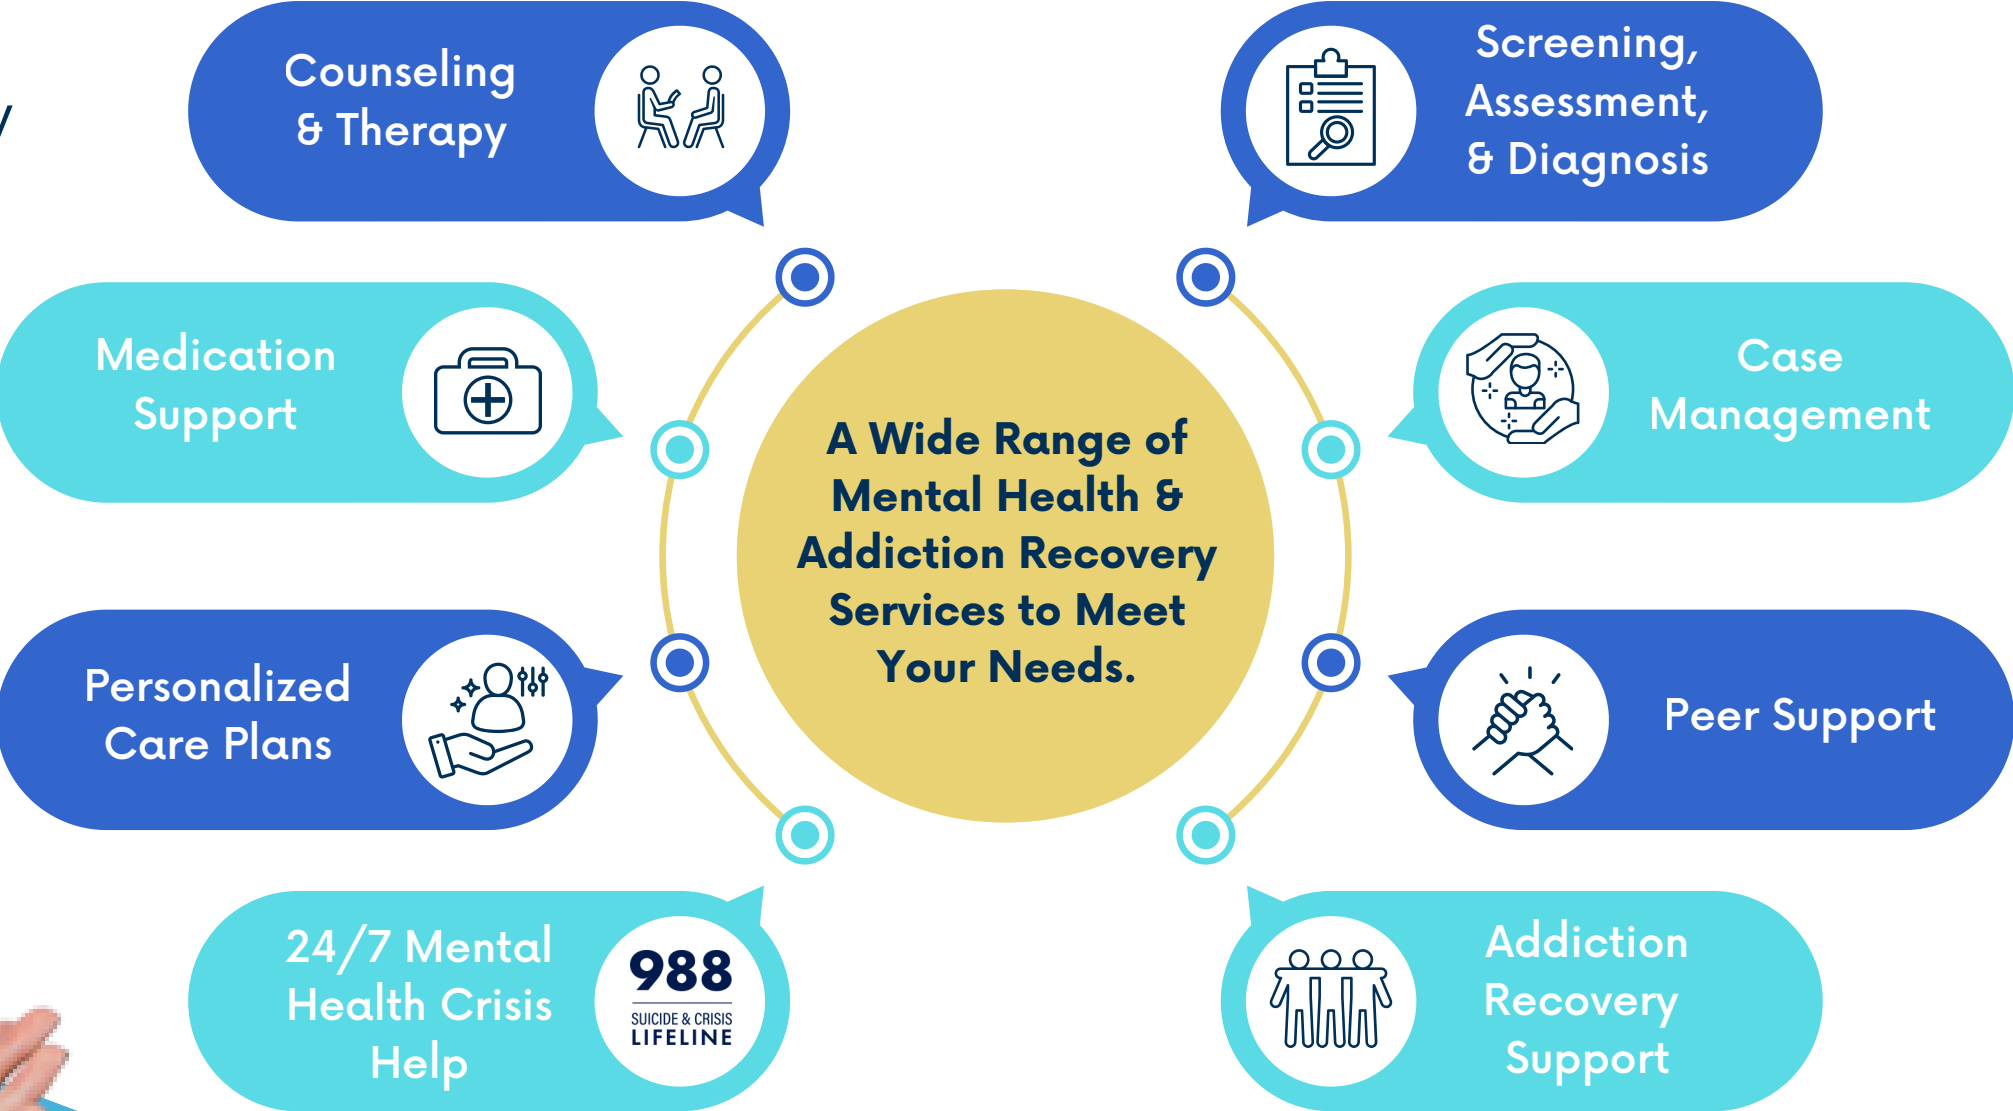 Counseling
& Therapy
Screening,
Assessment,
& Diagnosis
Medication
Support
Case
Management
A Wide Range of
Mental Health &
Addiction Recovery
Services to Meet
Your Needs.
Personalized
Care Plans
Peer Support
24/7 Mental
Health Crisis
Help
988
SUICIDE & CRISIS
LIFELINE
Addiction
Recovery
Support